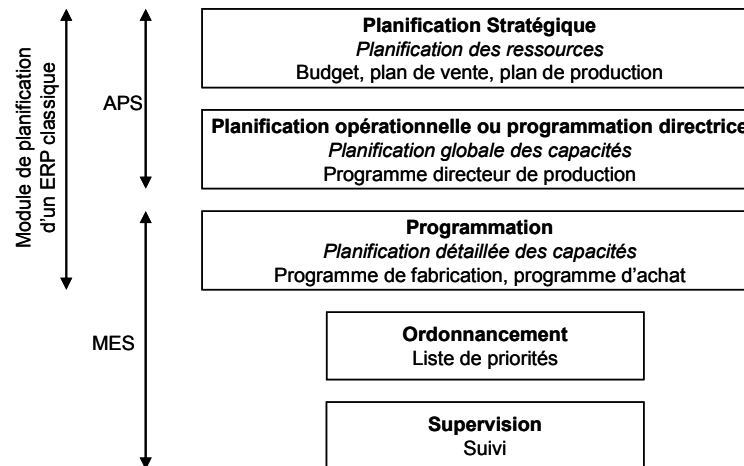 Planification Stratégique
Planification des ressources
Budget, plan de vente, plan de production
APS
Module de planification
d'un ERP classique
Planification opérationnelle ou programmation directrice
Planification globale des capacités
Programme directeur de production
Programmation
Planification détaillée des capacités
Programme de fabrication, programme d'achat
MES
Ordonnancement
Liste de priorités
Supervision
Suivi